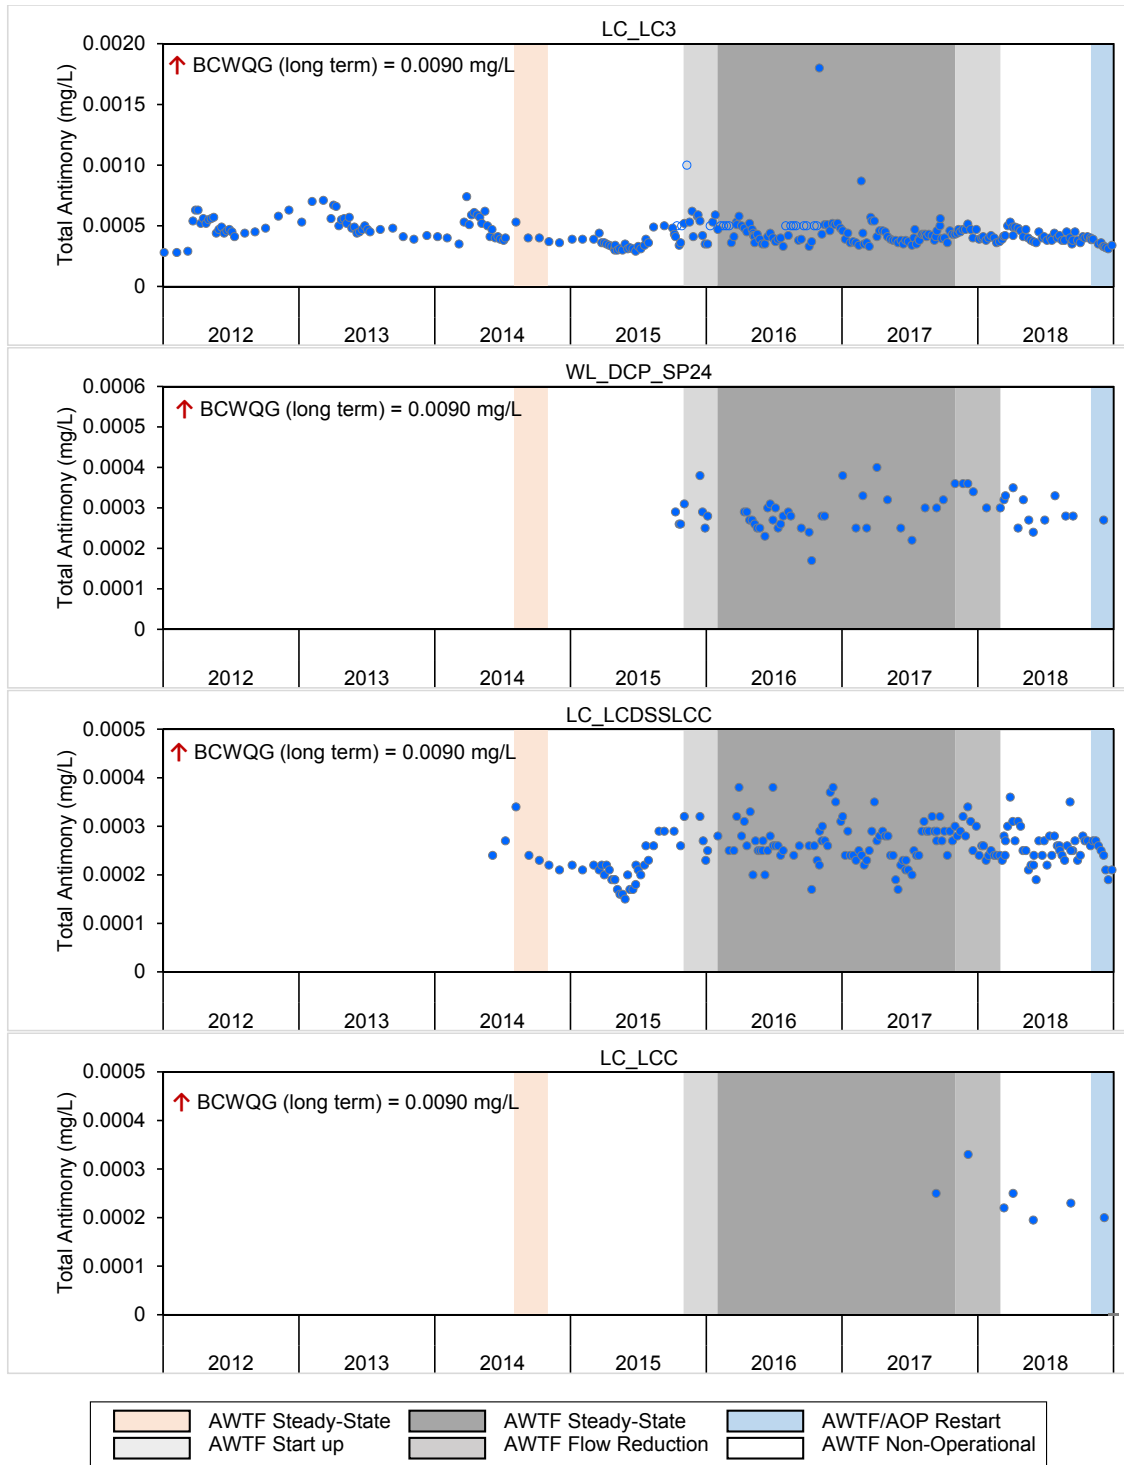 LC_LC3
Total Antimony (mg/L)
0.0020
0.0015
0.0010
0.0005
0
↑ BCWQG (long term) = 0.0090 mg/L
2012 2013 2014 2015 2016 2017 2018
WL_DCP_SP24
Total Antimony (mg/L)
0.0006
0.0005
0.0004
0.0003
0.0002
0.0001
0
↑ BCWQG (long term) = 0.0090 mg/L
2012 2013 2014 2015 2016 2017 2018
LC_LCDSSLCC
Total Antimony (mg/L)
0.0005
0.0004
0.0003
0.0002
0.0001
0
↑ BCWQG (long term) = 0.0090 mg/L
2012 2013 2014 2015 2016 2017 2018
LC_LCC
Total Antimony (mg/L)
0.0005
0.0004
0.0003
0.0002
0.0001
0
↑ BCWQG (long term) = 0.0090 mg/L
2012 2013 2014 2015 2016 2017 2018
AWTF Steady-State AWTF Steady-State AWTF/AOP Restart
AWTF Start up AWTF Flow Reduction AWTF Non-Operational